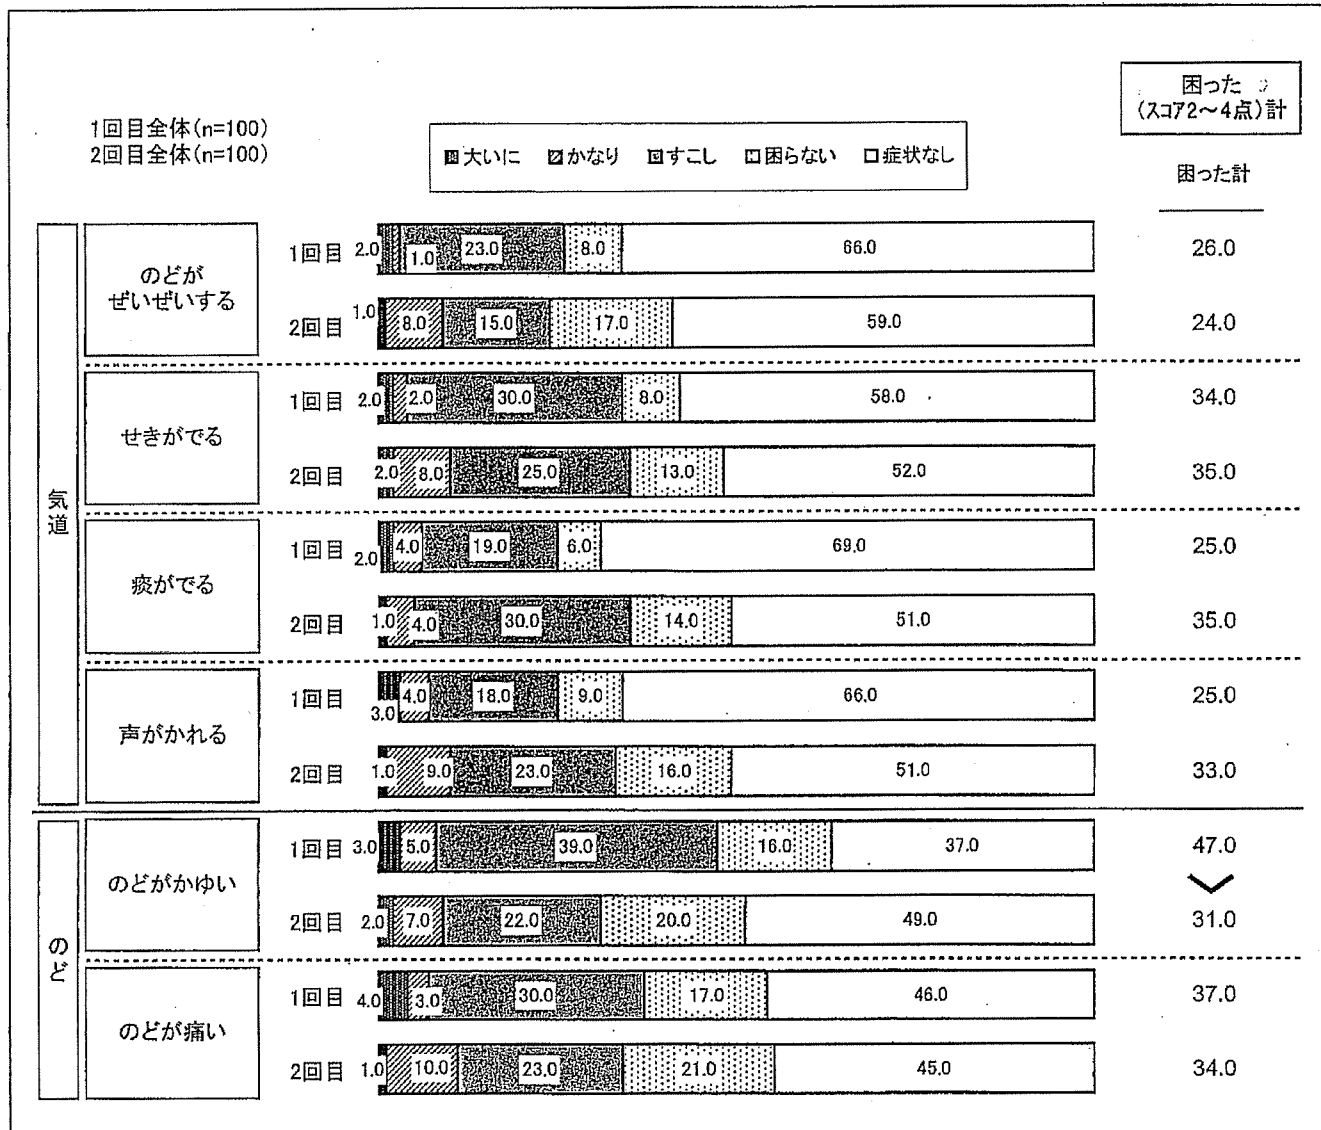 困った
(スコア2～4点)計
1回目全体(n=100)
2回目全体(n=100)
大いに かなり すこし 困らない 症状なし
困った計
気道
のどが
ぜいぜいする
1回目 2.0 1.0 23.0 8.0 66.0 26.0
2回目 1.0 8.0 15.0 17.0 59.0 24.0
せきがでる
1回目 2.0 2.0 30.0 8.0 58.0 34.0
2回目 2.0 8.0 25.0 13.0 52.0 35.0
痰がでる
1回目 2.0 4.0 19.0 6.0 69.0 25.0
2回目 1.0 4.0 30.0 14.0 51.0 35.0
声がかれる
1回目 3.0 4.0 18.0 9.0 66.0 25.0
2回目 1.0 9.0 23.0 16.0 51.0 33.0
のど
のどがかゆい
1回目 3.0 5.0 39.0 16.0 37.0 47.0
2回目 2.0 7.0 22.0 20.0 49.0 31.0
のどが痛い
1回目 4.0 3.0 30.0 17.0 46.0 37.0
2回目 1.0 10.0 23.0 21.0 45.0 34.0